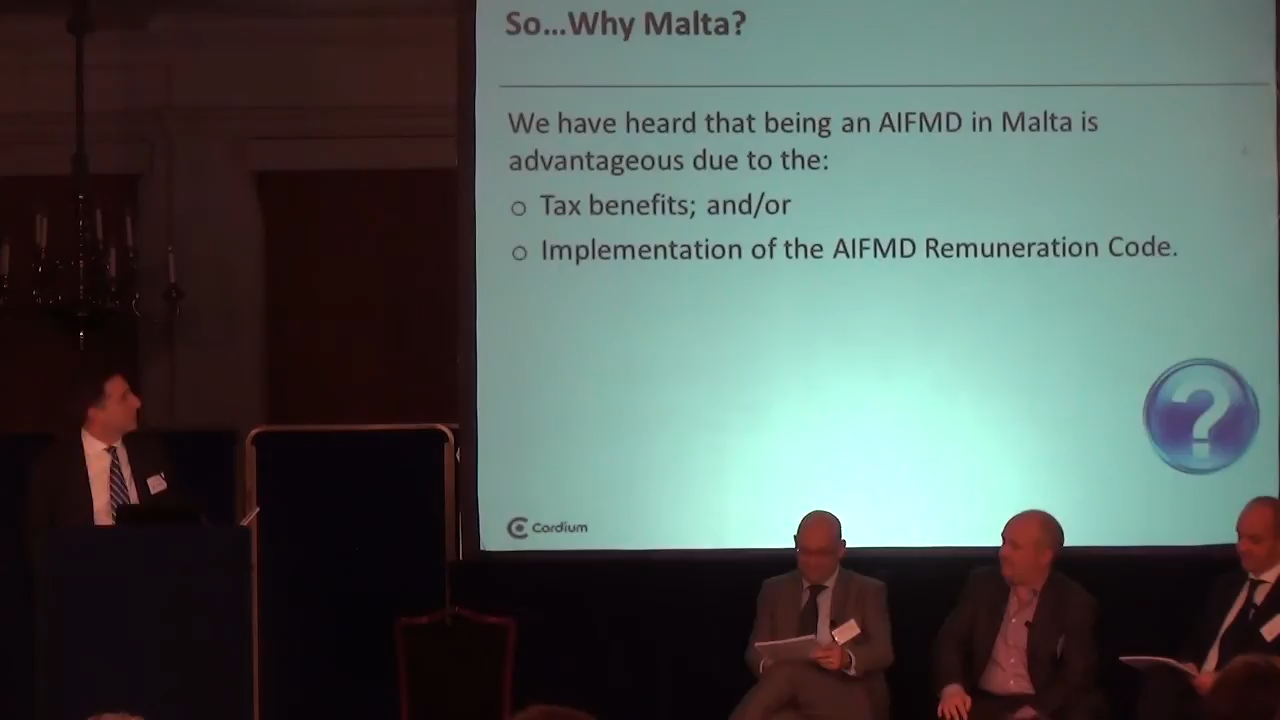 So...Why Malta?
We have heard that being an AIFMD in Malta is
advantageous due to the:
Tax benefits; and/or
Implementation of the AIFMD Remuneration Code.
?
Cordium